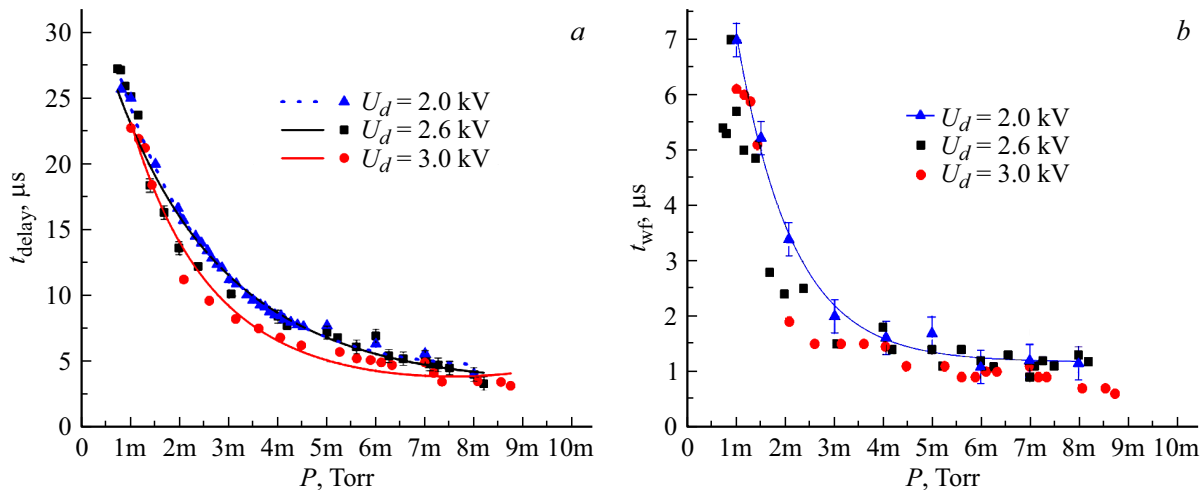 a
30
25
20
15
10
5
0
t_delay, μs
U_d = 2.0 kV
U_d = 2.6 kV
U_d = 3.0 kV
0 1m 2m 3m 4m 5m 6m 7m 8m 9m 10m
P, Torr
b
7
6
5
4
3
2
1
0
t_wf, μs
U_d = 2.0 kV
U_d = 2.6 kV
U_d = 3.0 kV
0 1m 2m 3m 4m 5m 6m 7m 8m 9m 10m
P, Torr